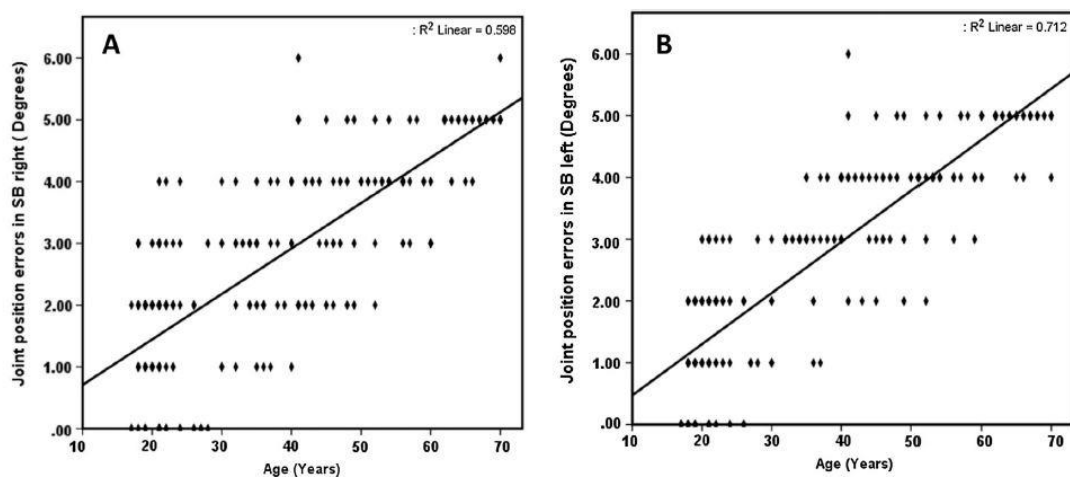 A
: R² Linear = 0.598
Joint position errors in SB right ( Degrees)
6.00
5.00
4.00
3.00
2.00
1.00
.00
10 20 30 40 50 60 70
Age (Years)
B
: R² Linear = 0.712
Joint position errors in SB left (Degrees)
6.00
5.00
4.00
3.00
2.00
1.00
.00
10 20 30 40 50 60 70
Age (Years)